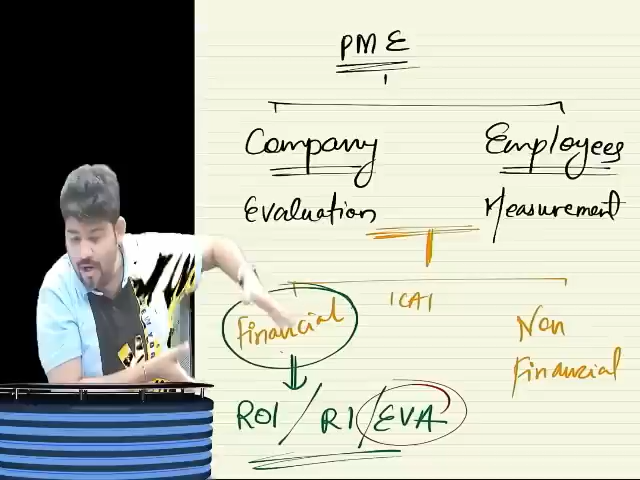 PME
Company Employees
Evaluation Measurement
Financial ICAI Non
Financial
ROI / RI / EVA